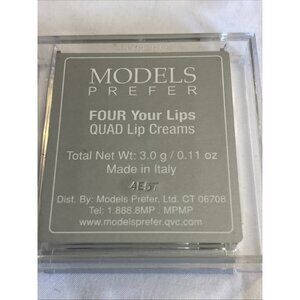 MODELS
PREFER
FOUR Your Lips
QUAD Lip Creams
Total Net Wt: 3.0 g / 0.11 oz
Made in Italy
Dist. By: Models Prefer, Ltd. CT 06708
Tel: 1.888.8MP . MPMP
www.modelsprefer.qvc.com